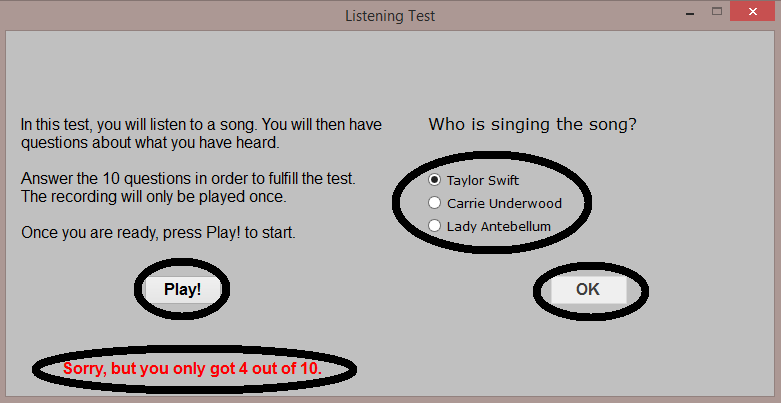 Listening Test
In this test, you will listen to a song. You will then have
questions about what you have heard.
Answer the 10 questions in order to fulfill the test.
The recording will only be played once.
Once you are ready, press Play! to start.
Play!
Sorry, but you only got 4 out of 10.
Who is singing the song?
Taylor Swift
Carrie Underwood
Lady Antebellum
OK